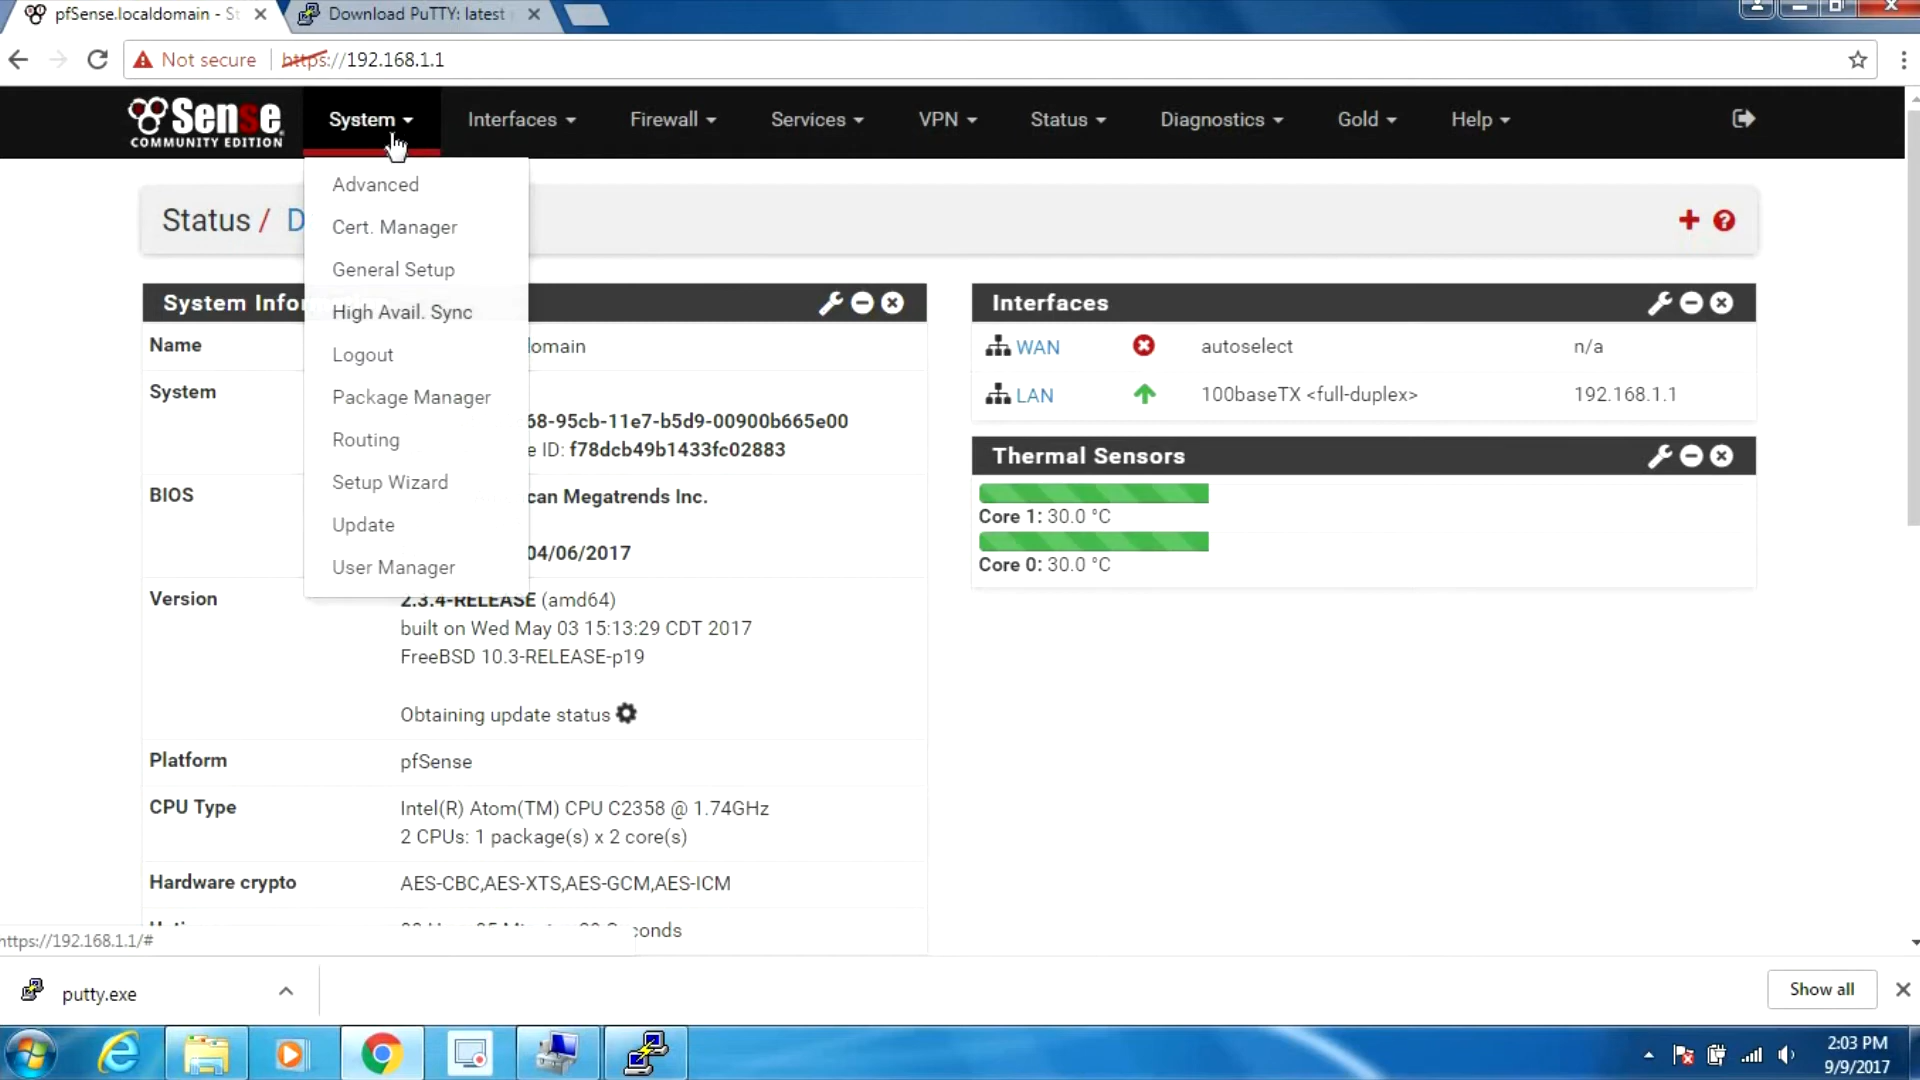 pfSense.localdomain - St
Download PuTTY: latest
Not secure
https://192.168.1.1
Sense
COMMUNITY EDITION
System
Interfaces
Firewall
Services
VPN
Status
Diagnostics
Gold
Help
Advanced
Cert. Manager
General Setup
High Avail. Sync
Logout
Package Manager
Routing
Setup Wizard
Update
User Manager
Status / D
System Infor
Name
omain
System
68-95cb-11e7-b5d9-00900b665e00
e ID: f78dcb49b1433fc02883
BIOS
can Megatrends Inc.
04/06/2017
Version
2.3.4-RELEASE (amd64)
built on Wed May 03 15:13:29 CDT 2017
FreeBSD 10.3-RELEASE-p19
Obtaining update status
Platform
pfSense
CPU Type
Intel(R) Atom(TM) CPU C2358 @ 1.74GHz
2 CPUs: 1 package(s) x 2 core(s)
Hardware crypto
AES-CBC,AES-XTS,AES-GCM,AES-ICM
conds
Interfaces
WAN
autoselect
n/a
LAN
100baseTX <full-duplex>
192.168.1.1
Thermal Sensors
Core 1: 30.0 °C
Core 0: 30.0 °C
https://192.168.1.1/#
putty.exe
Show all
2:03 PM
9/9/2017